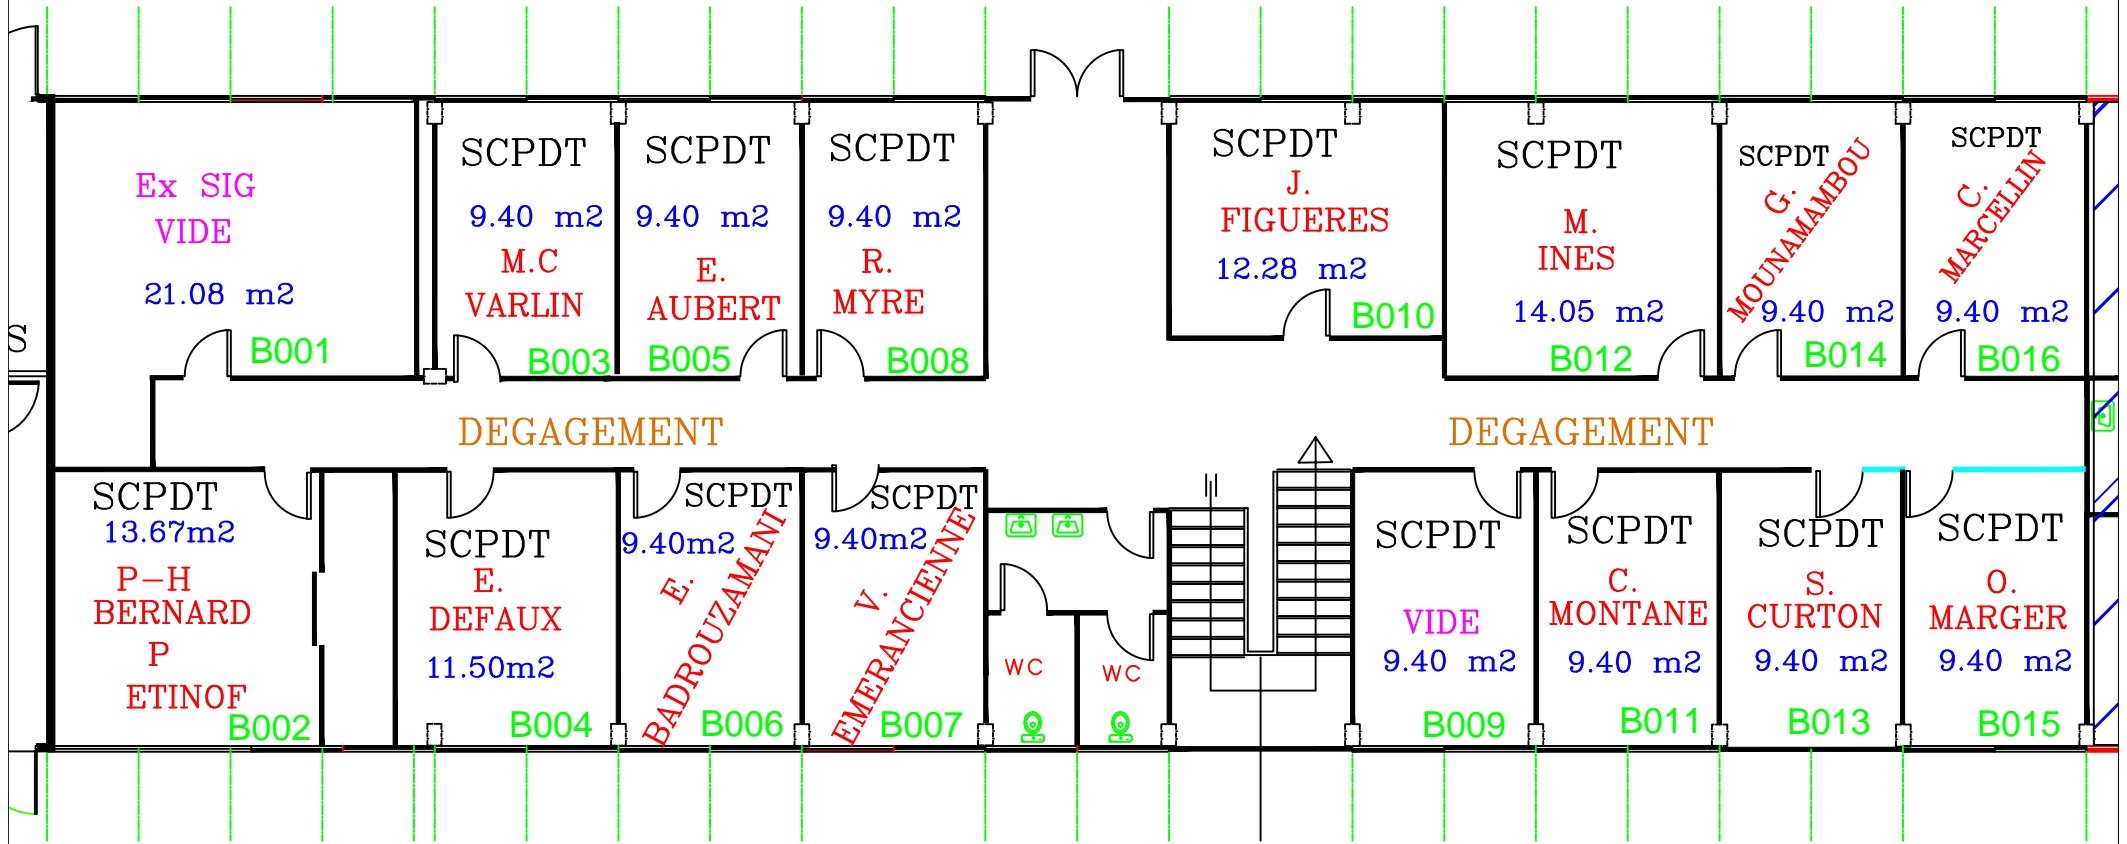 S
Ex SIG
VIDE
21.08 m2
B001
SCPDT
9.40 m2
M.C
VARLIN
B003
SCPDT
9.40 m2
E.
AUBERT
B005
SCPDT
9.40 m2
R.
MYRE
B008
SCPDT
J.
FIGUERES
12.28 m2
B010
SCPDT
M.
INES
14.05 m2
B012
SCPDT
G.
MOUNAMAMBOU
9.40 m2
B014
SCPDT
C.
MARCELLIN
9.40 m2
B016
DEGAGEMENT
DEGAGEMENT
SCPDT
13.67m2
P-H
BERNARD
P
ETINOF
B002
SCPDT
E.
DEFAUX
11.50m2
B004
SCPDT
9.40m2
E.
BADROUZAMANI
B006
SCPDT
9.40m2
V.
EMERANCIENNE
B007
WC
WC
SCPDT
VIDE
9.40 m2
B009
SCPDT
C.
MONTANE
9.40 m2
B011
SCPDT
S.
CURTON
9.40 m2
B013
SCPDT
O.
MARGER
9.40 m2
B015